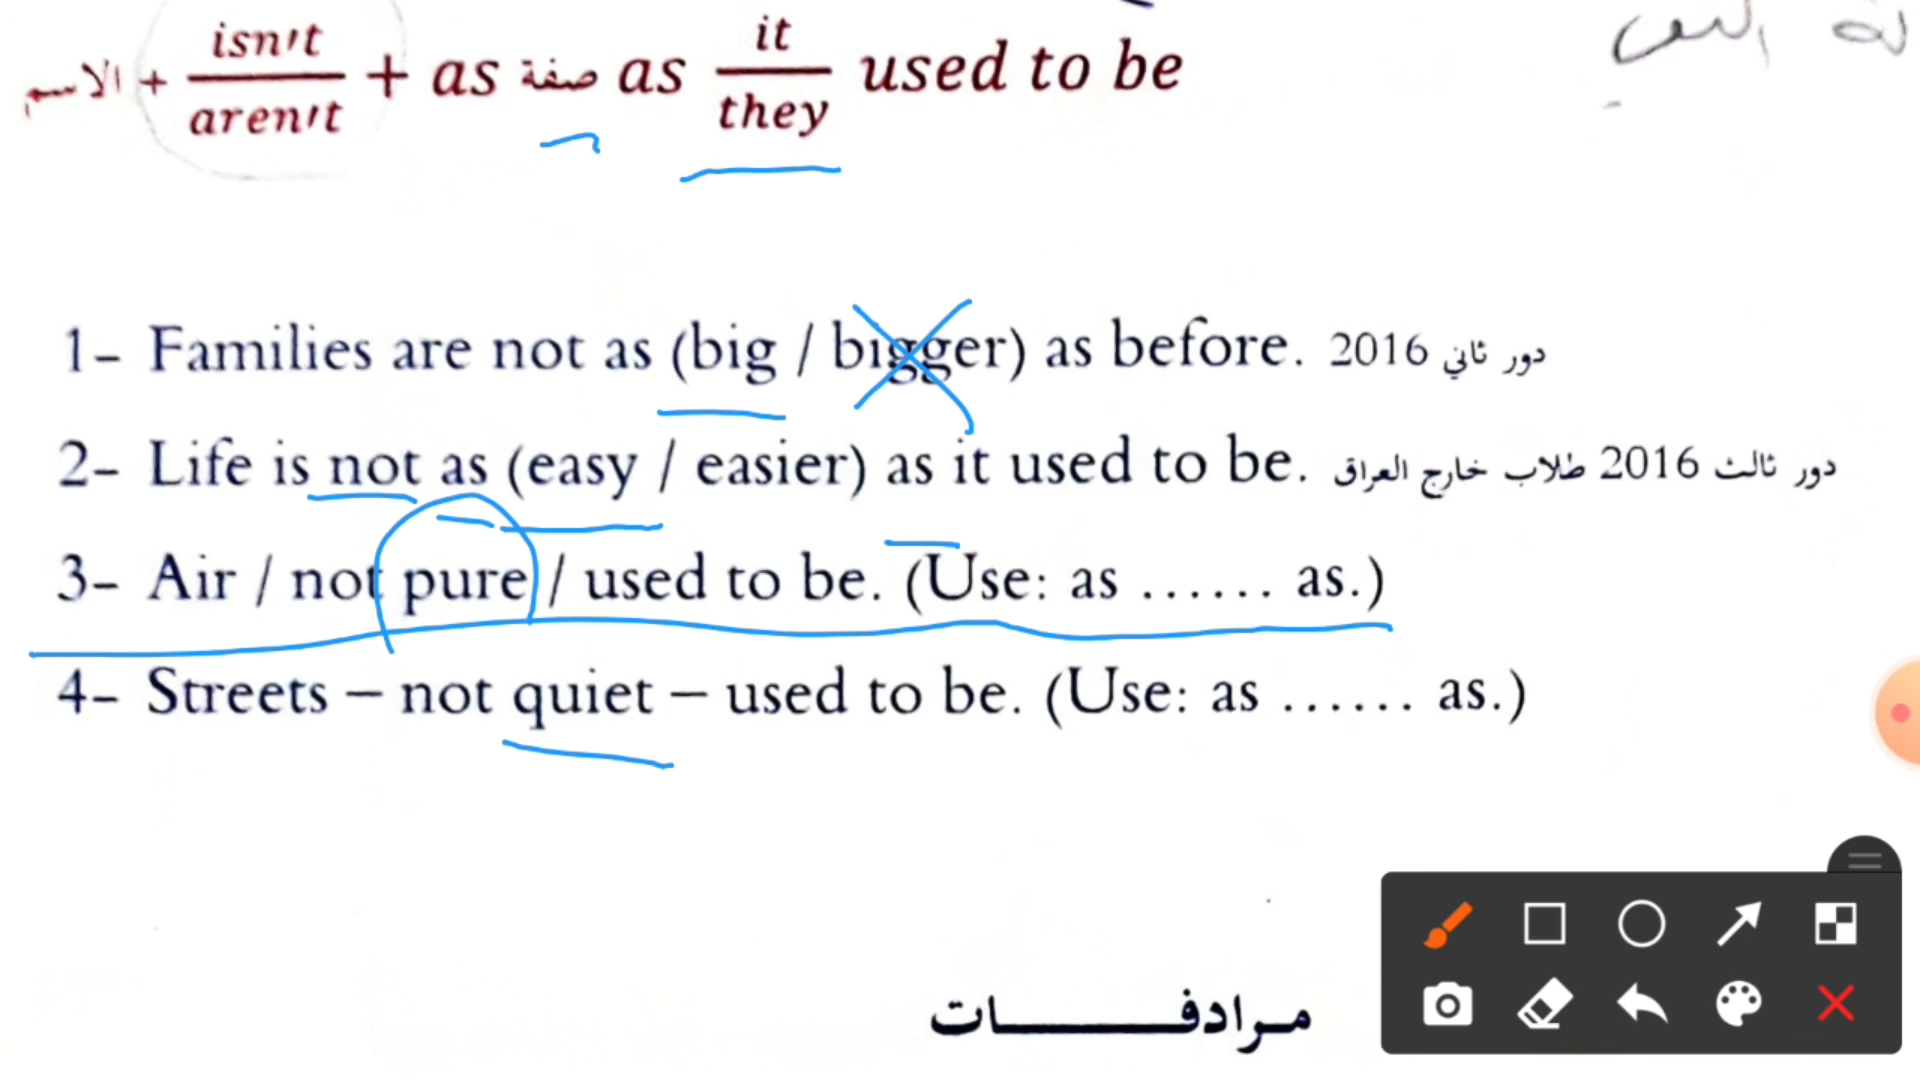 الاسم + isn't/aren't + as صفة as it/they used to be
1- Families are not as (big / bigger) as before. دور ثاني 2016
2- Life is not as (easy / easier) as it used to be. دور ثالث 2016 طلاب خارج العراق
3- Air / not pure / used to be. (Use: as ...... as.)
4- Streets – not quiet – used to be. (Use: as ...... as.)
مرادفـــــــات